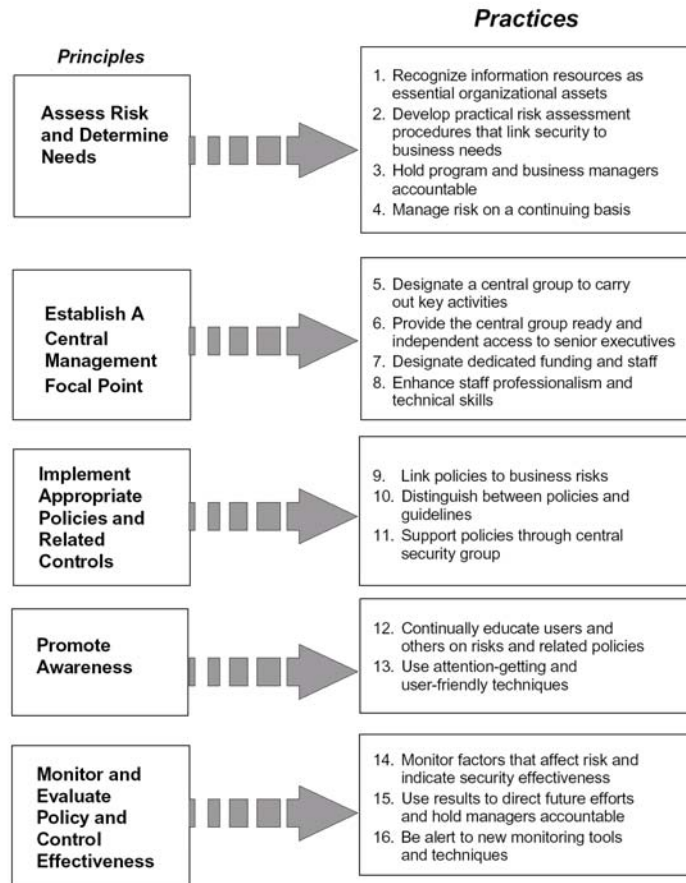 Practices
Principles
Assess Risk
and Determine
Needs
1. Recognize information resources as
essential organizational assets
2. Develop practical risk assessment
procedures that link security to
business needs
3. Hold program and business managers
accountable
4. Manage risk on a continuing basis
Establish A
Central
Management
Focal Point
5. Designate a central group to carry
out key activities
6. Provide the central group ready and
independent access to senior executives
7. Designate dedicated funding and staff
8. Enhance staff professionalism and
technical skills
Implement
Appropriate
Policies and
Related
Controls
9. Link policies to business risks
10. Distinguish between policies and
guidelines
11. Support policies through central
security group
Promote
Awareness
12. Continually educate users and
others on risks and related policies
13. Use attention-getting and
user-friendly techniques
Monitor and
Evaluate
Policy and
Control
Effectiveness
14. Monitor factors that affect risk and
indicate security effectiveness
15. Use results to direct future efforts
and hold managers accountable
16. Be alert to new monitoring tools
and techniques